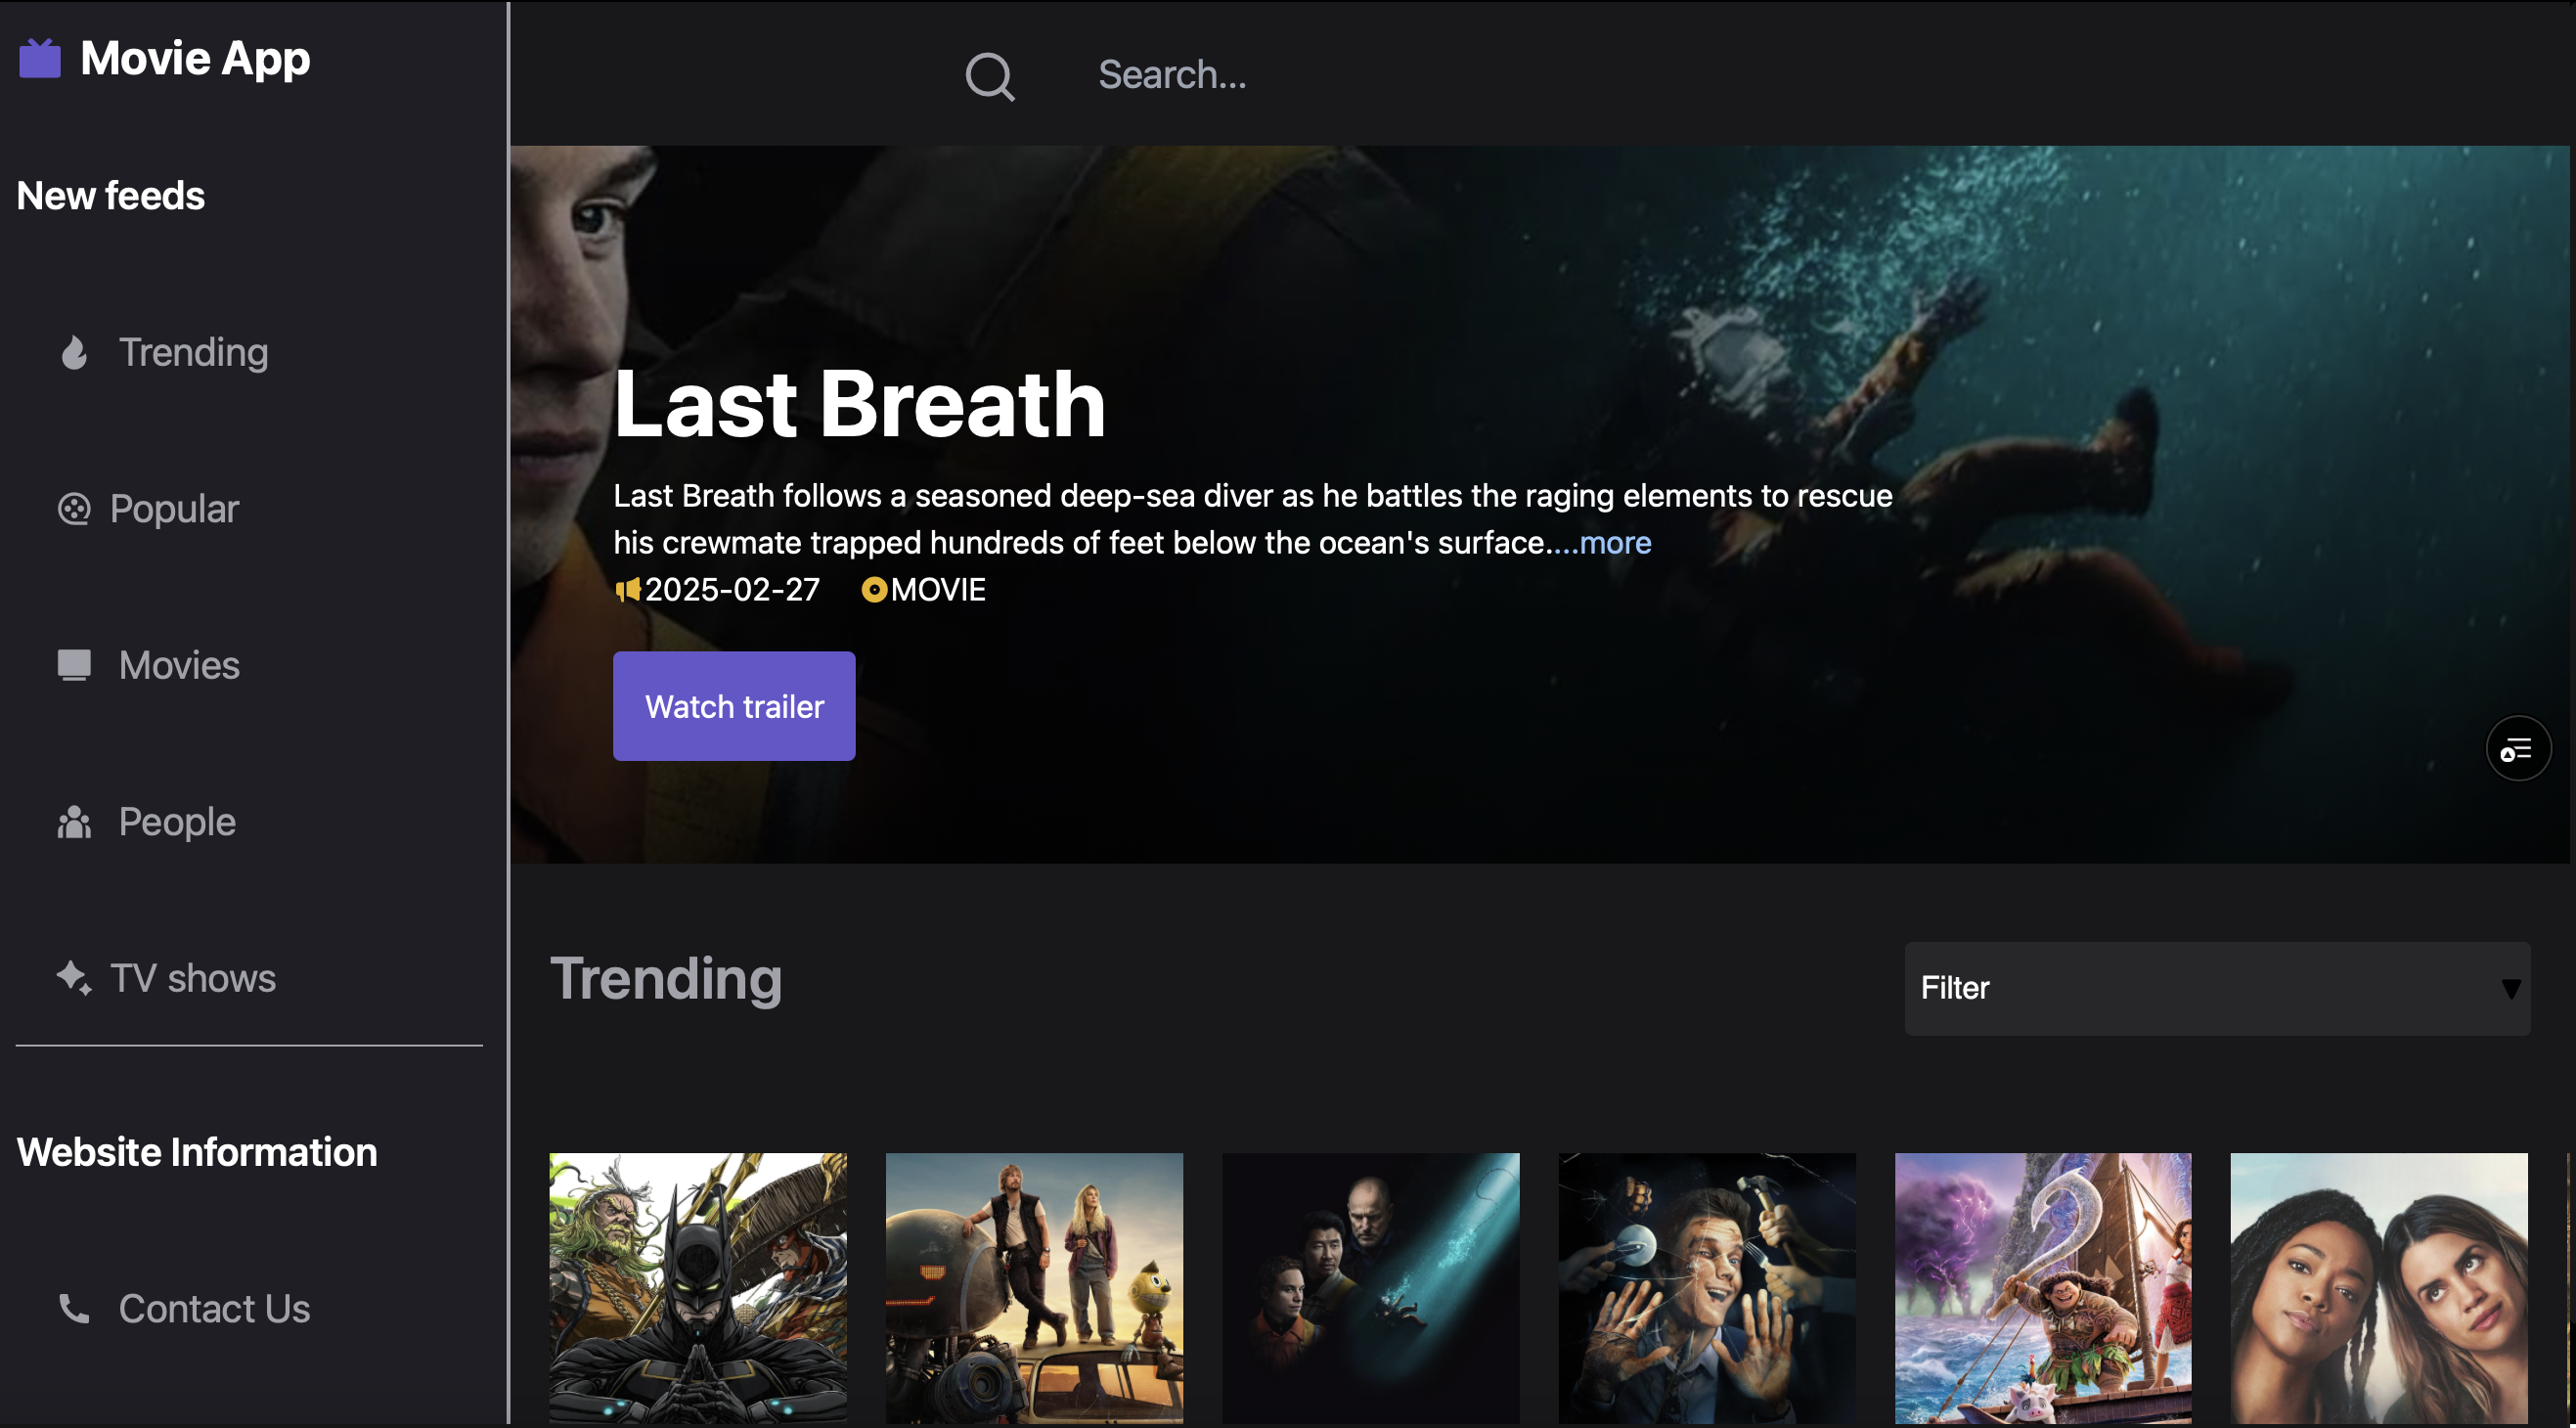 Movie App
New feeds
Trending
Popular
Movies
People
TV shows
Website Information
Contact Us
Search...
Last Breath
Last Breath follows a seasoned deep-sea diver as he battles the raging elements to rescue
his crewmate trapped hundreds of feet below the ocean's surface....more
2025-02-27 MOVIE
Watch trailer
Trending
Filter